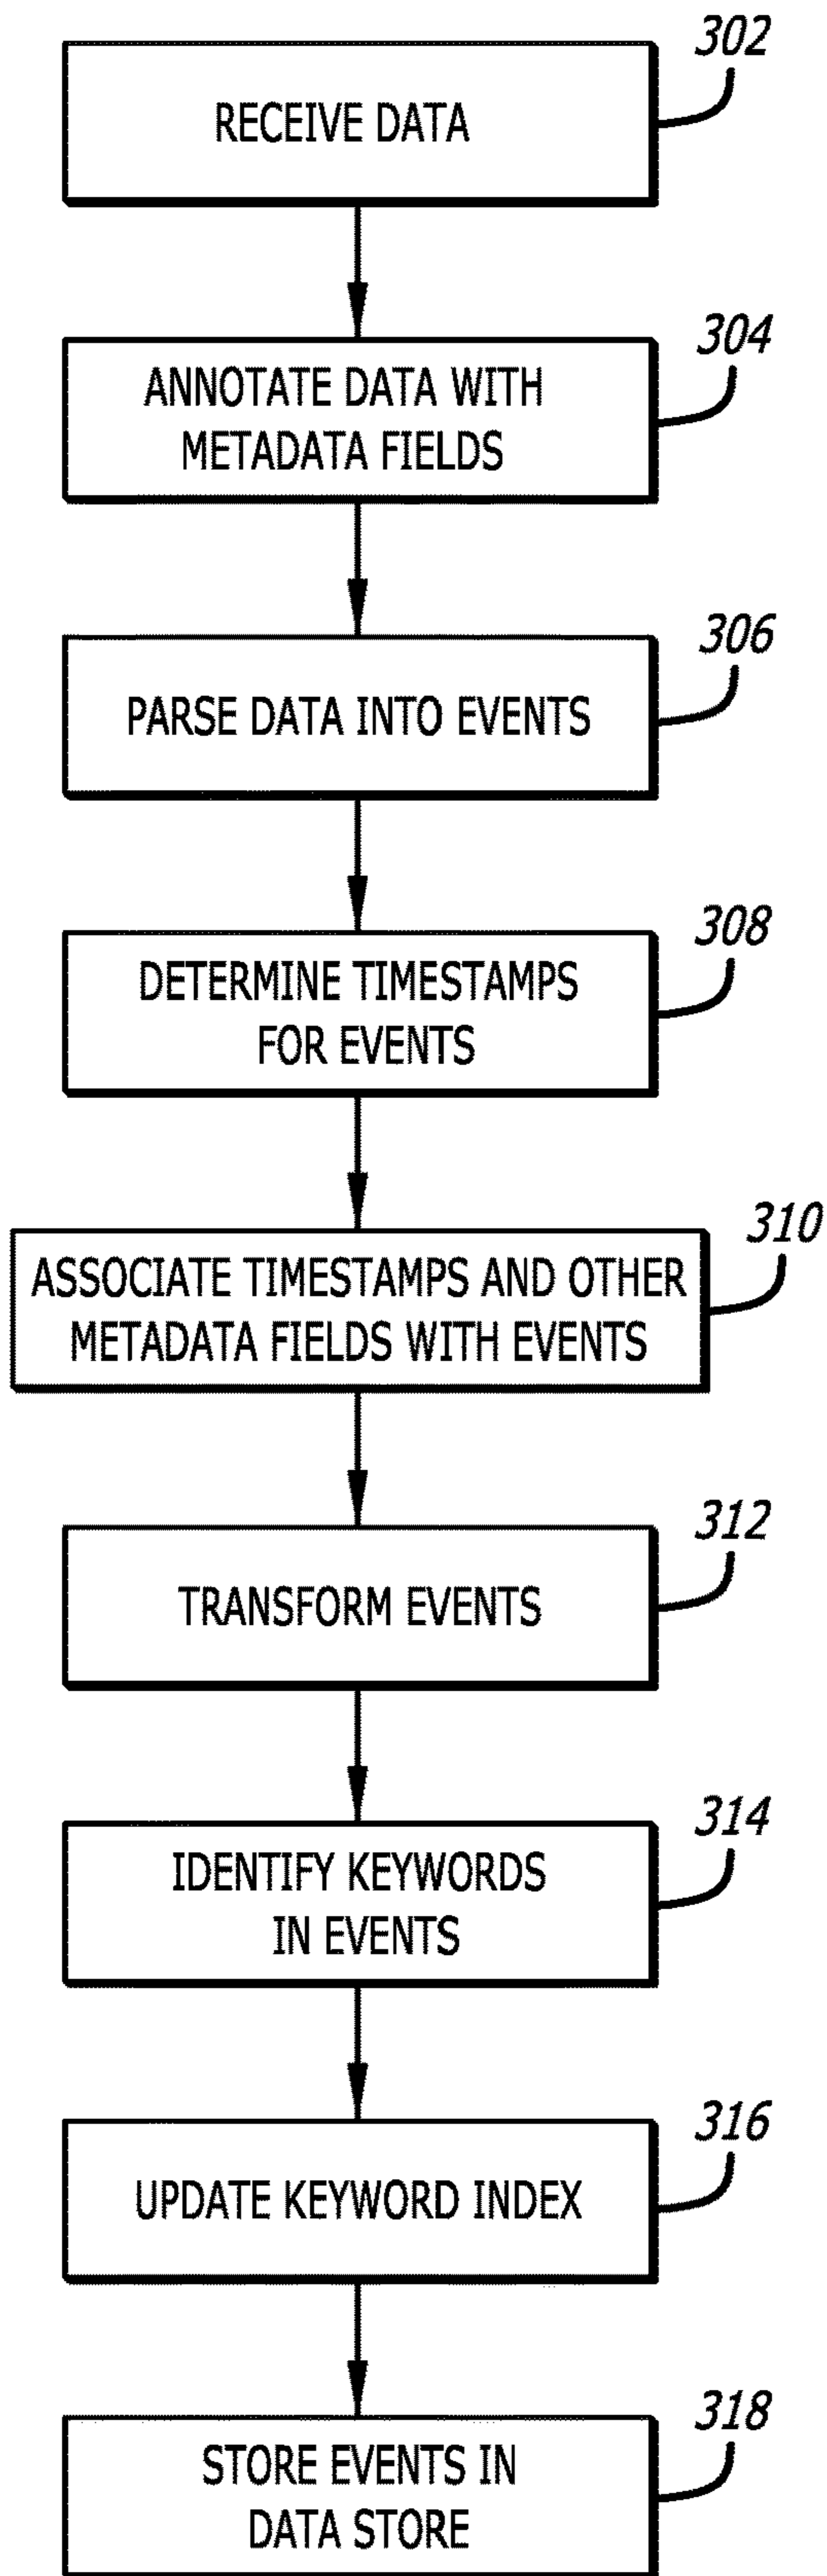 302
RECEIVE DATA
304
ANNOTATE DATA WITH
METADATA FIELDS
306
PARSE DATA INTO EVENTS
308
DETERMINE TIMESTAMPS
FOR EVENTS
310
ASSOCIATE TIMESTAMPS AND OTHER
METADATA FIELDS WITH EVENTS
312
TRANSFORM EVENTS
314
IDENTIFY KEYWORDS
IN EVENTS
316
UPDATE KEYWORD INDEX
318
STORE EVENTS IN
DATA STORE